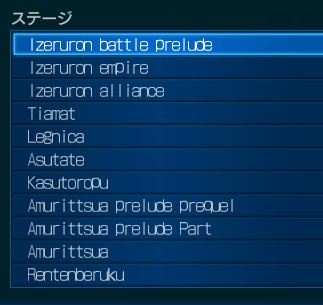 ステージ
Izeruron battle prelude
Izeruron empire
Izeruron alliance
Tiamat
Legnica
Asutate
Kasutoropu
Amurittsua prelude prequel
Amurittsua prelude Part
Amurittsua
Rentenberuku